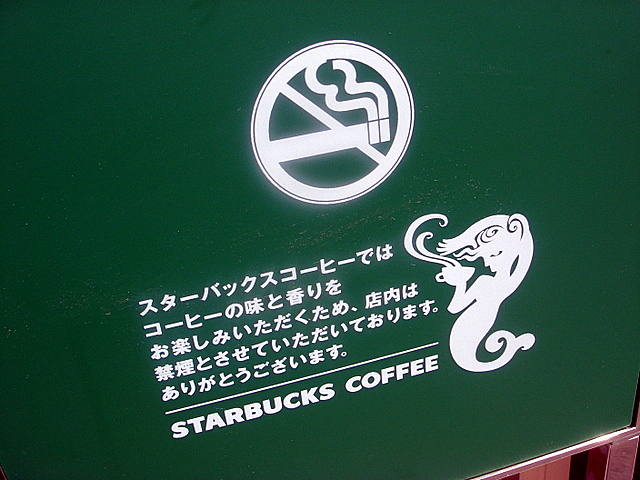 スターバックスコーヒーでは
コーヒーの味と香りを
お楽しみいただくため、店内は
禁煙とさせていただいております。
ありがとうございます。
STARBUCKS COFFEE